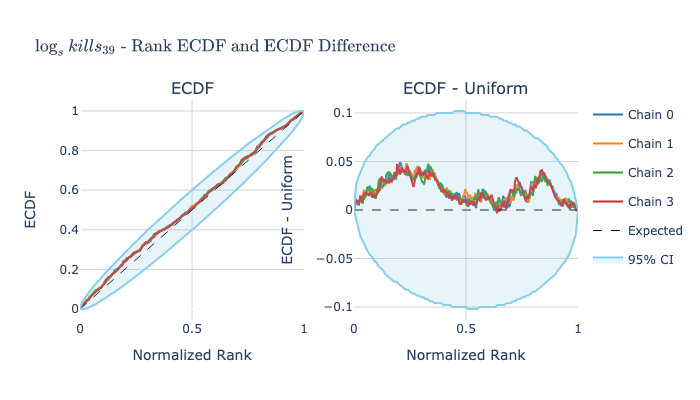 log_s kills_39 - Rank ECDF and ECDF Difference
ECDF
ECDF
1
0.8
0.6
0.4
0.2
0
0
0.5
1
Normalized Rank
ECDF - Uniform
ECDF - Uniform
0.1
0.05
0
−0.05
−0.1
0
0.5
1
Normalized Rank
Chain 0
Chain 1
Chain 2
Chain 3
Expected
95% CI